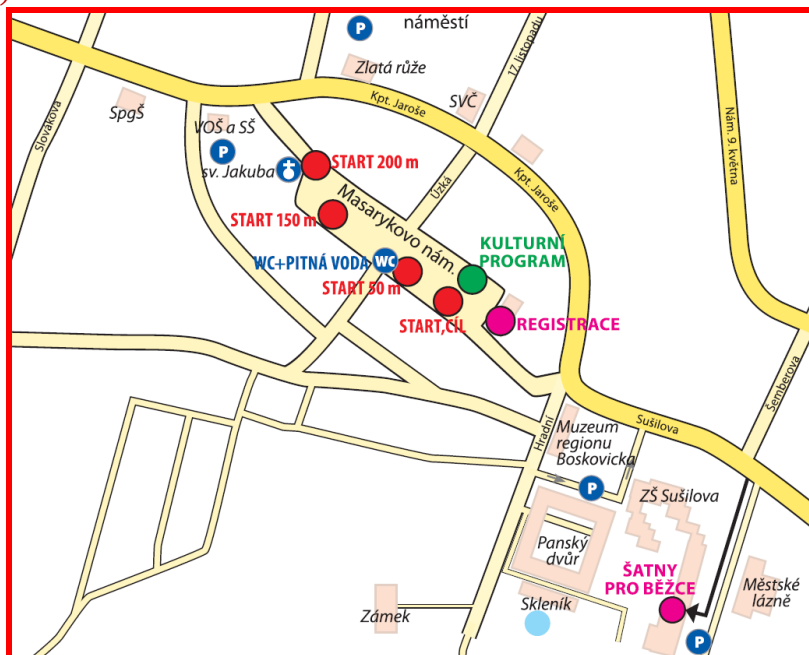 náměstí
P
Zlatá růže
17. listopadu
Slovákova
SpgŠ
VOŠ a SŠ
P
sv. Jakuba
Kpt. Jaroše
SVČ
Kpt. Jaroše
Nám. 9. května
START 200 m
Úzká
Masarykovo nám.
START 150 m
KULTURNÍ
PROGRAM
WC+PITNÁ VODA
WC
START 50 m
START,CÍL
REGISTRACE
Šemberova
Sušilova
Hradní
Muzeum
regionu
Boskovicka
P
ZŠ Sušilova
Panský
dvůr
ŠATNY
PRO BĚŽCE
Městské
lázně
Skleník
Zámek
P